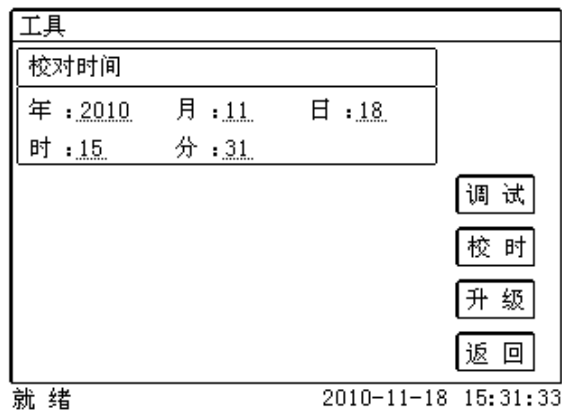 工具
校对时间
年 :2010 月 :11 日 :18
时 :15 分 :31
调 试
校 时
升 级
返 回
就 绪 2010-11-18 15:31:33